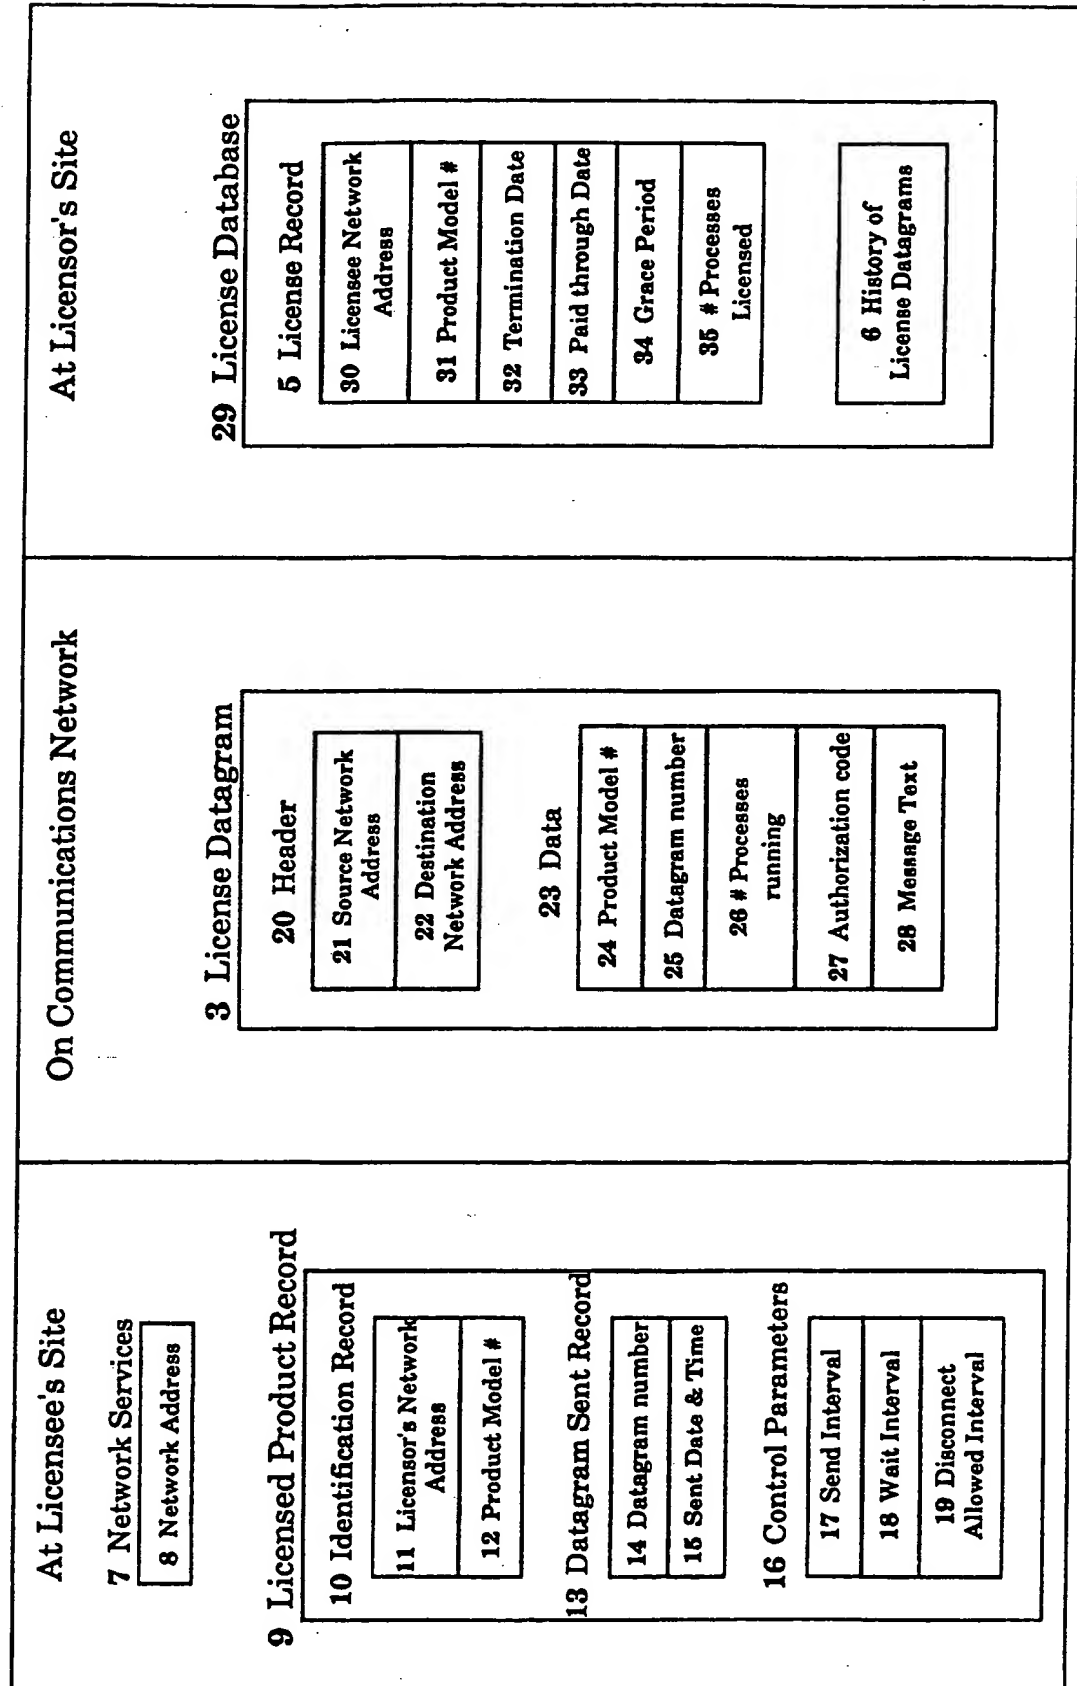 At Licensee's Site
7 Network Services
8 Network Address
9 Licensed Product Record
10 Identification Record
11 Licensor's Network
Address
12 Product Model #
13 Datagram Sent Record
14 Datagram number
15 Sent Date & Time
16 Control Parameters
17 Send Interval
18 Wait Interval
19 Disconnect
Allowed Interval
On Communications Network
3 License Datagram
20 Header
21 Source Network
Address
22 Destination
Network Address
23 Data
24 Product Model #
25 Datagram number
26 # Processes
running
27 Authorization code
28 Message Text
At Licensor's Site
29 License Database
5 License Record
30 Licensee Network
Address
31 Product Model #
32 Termination Date
33 Paid through Date
34 Grace Period
35 # Processes
Licensed
6 History of
License Datagrams